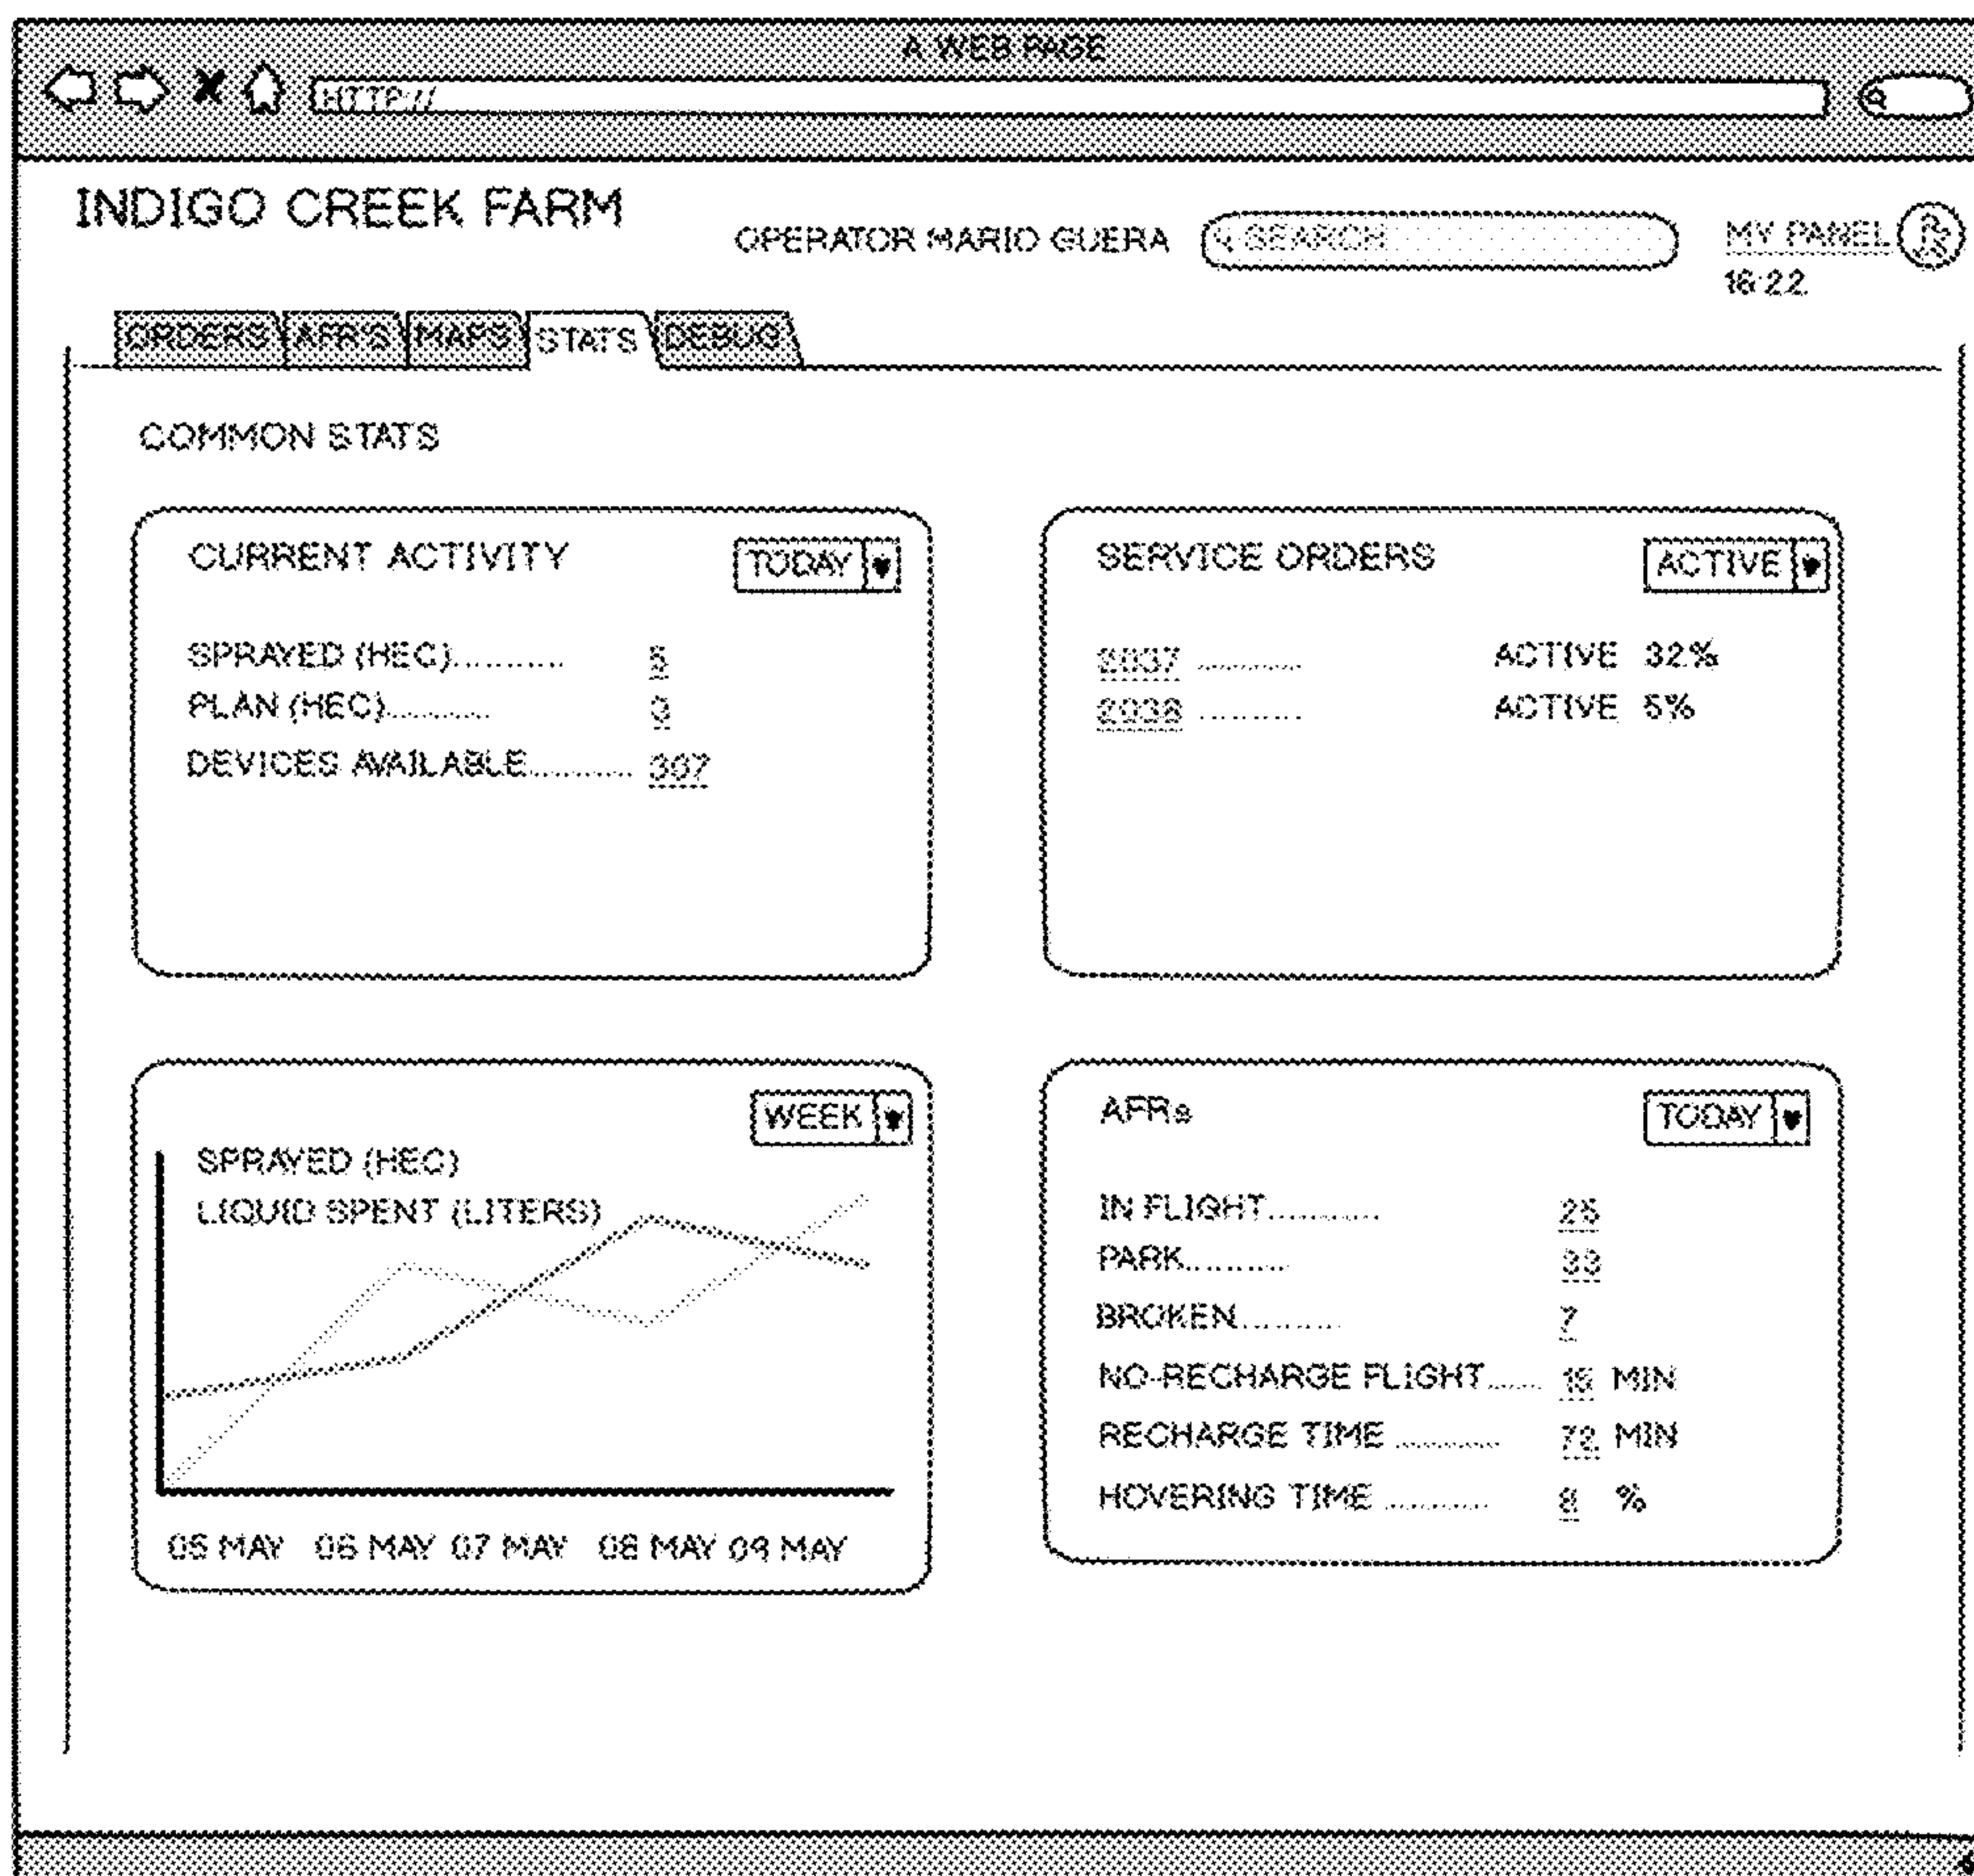 A WEB PAGE
HTTP://
INDIGO CREEK FARM
OPERATOR MARIO GUERA
SEARCH
MY PANEL
16:22
ORDERS AFR'S MAPS STATS DEBUG
COMMON STATS
CURRENT ACTIVITY TODAY
SPRAYED (HEC).......... 5
PLAN (HEC)..........
DEVICES AVAILABLE.......... 307
SERVICE ORDERS ACTIVE
2037 .......... ACTIVE 32%
2038 .......... ACTIVE 5%
WEEK
SPRAYED (HEC)
LIQUID SPENT (LITERS)
05 MAY 06 MAY 07 MAY 08 MAY 09 MAY
AFRs TODAY
IN FLIGHT.......... 25
PARK.......... 33
BROKEN.......... 7
NO-RECHARGE FLIGHT..... 15 MIN
RECHARGE TIME .......... 72 MIN
HOVERING TIME .......... 8 %